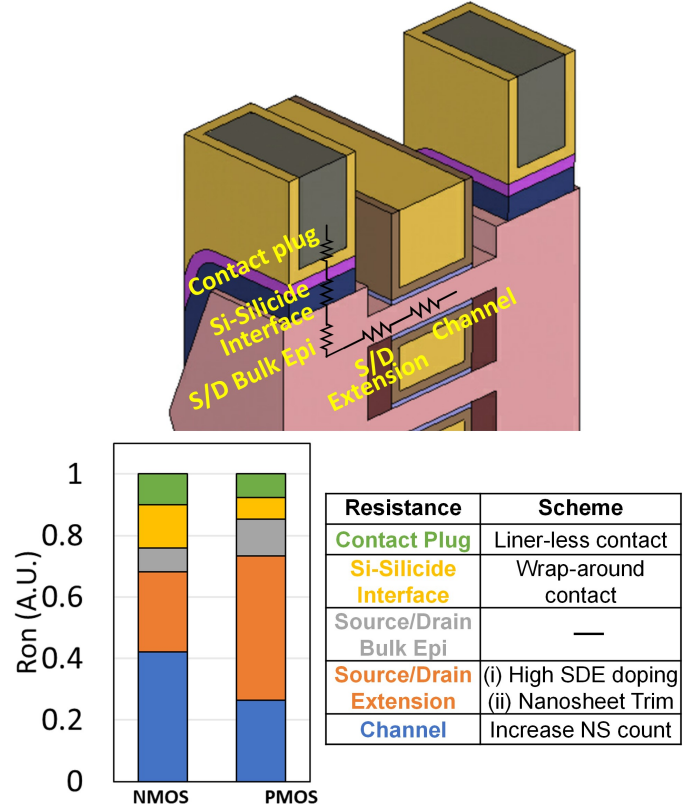 Contact plug
Si-Silicide
Interface
S/D Bulk Epi
S/D
Extension
Channel
Ron (A.U.)
1
0.8
0.6
0.4
0.2
0
NMOS
PMOS
Resistance Scheme
Contact Plug Liner-less contact
Si-Silicide Wrap-around
Interface contact
Source/Drain
Bulk Epi —
Source/Drain (i) High SDE doping
Extension (ii) Nanosheet Trim
Channel Increase NS count